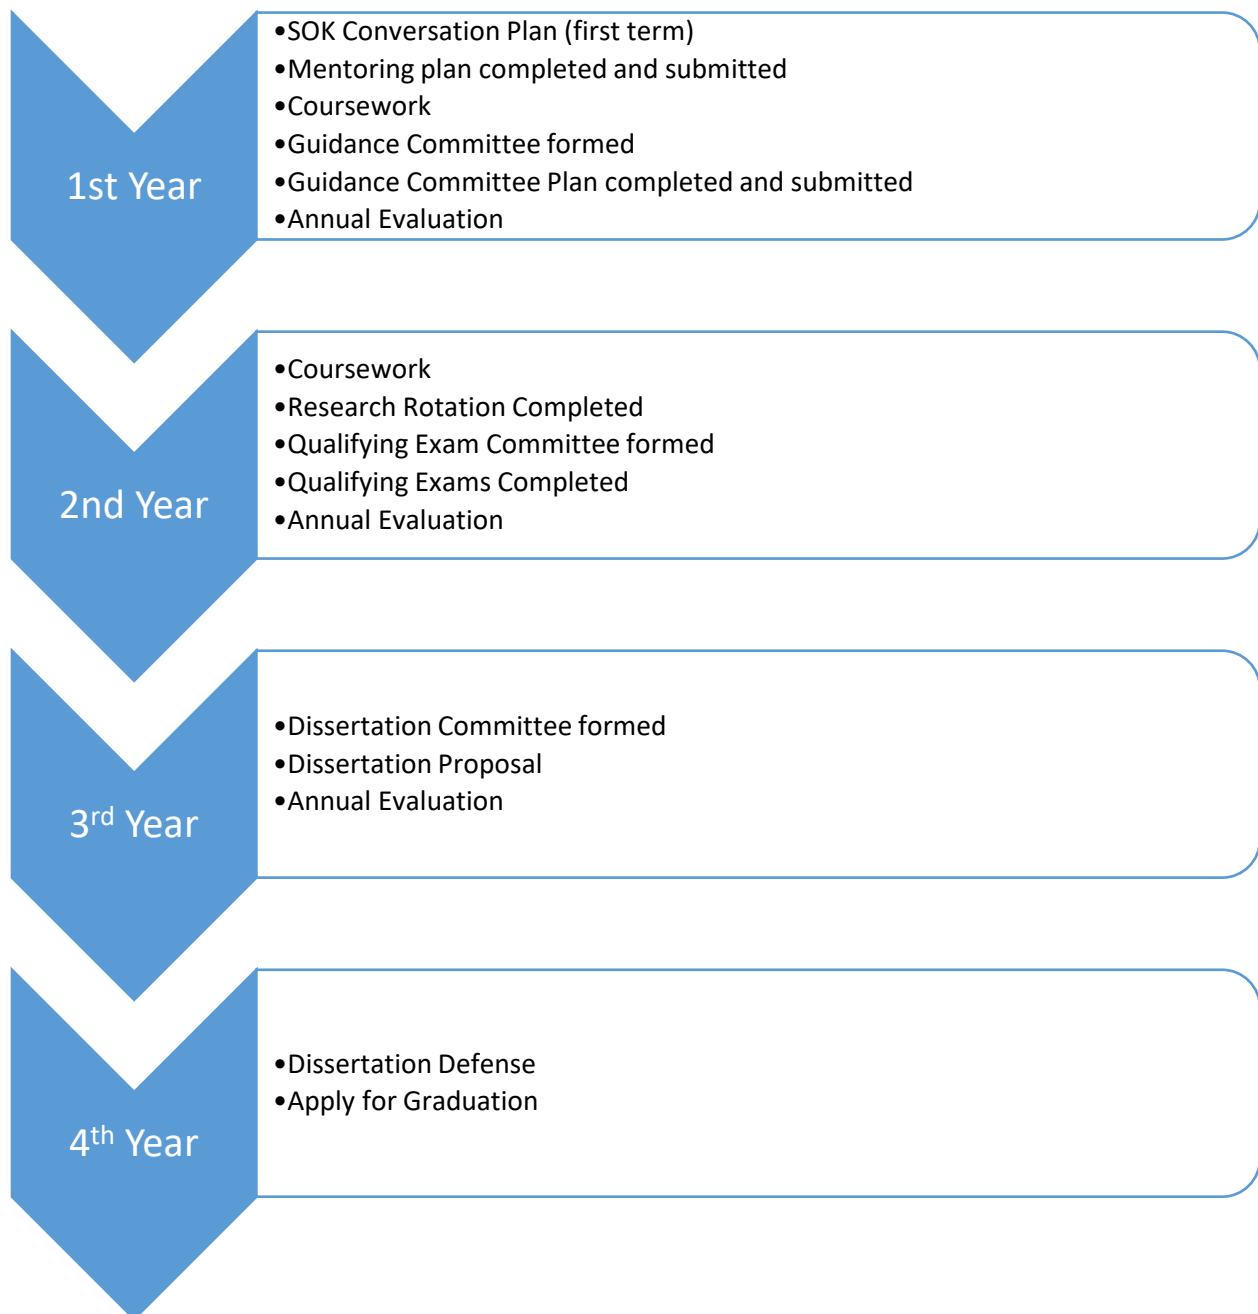 1st Year
•SOK Conversation Plan (first term)
•Mentoring plan completed and submitted
•Coursework
•Guidance Committee formed
•Guidance Committee Plan completed and submitted
•Annual Evaluation
2nd Year
•Coursework
•Research Rotation Completed
•Qualifying Exam Committee formed
•Qualifying Exams Completed
•Annual Evaluation
3rd Year
•Dissertation Committee formed
•Dissertation Proposal
•Annual Evaluation
4th Year
•Dissertation Defense
•Apply for Graduation